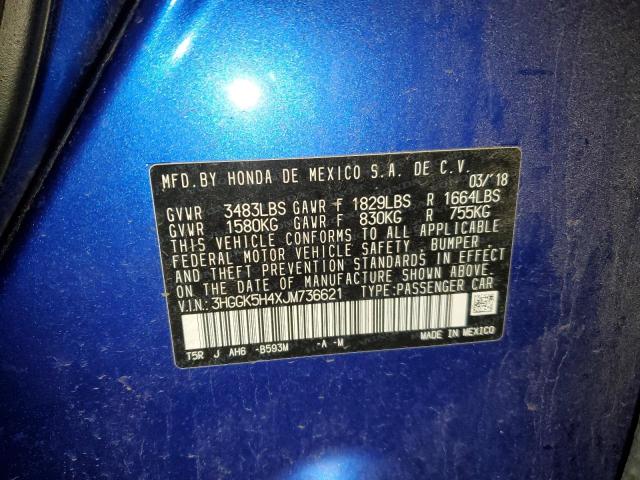 MFD. BY HONDA DE MEXICO S.A. DE C.V.
03/'18
GVWR 3483LBS GAWR F 1829LBS R 1664LBS
GVWR 1580KG GAWR F 830KG R 755KG
THIS VEHICLE CONFORMS TO ALL APPLICABLE
FEDERAL MOTOR VEHICLE SAFETY, BUMPER,
AND THEFT PREVENTION STANDARDS IN EFFECT
ON THE DATE OF MANUFACTURE SHOWN ABOVE.
V.I.N: 3HGGK5H4XJM736621 TYPE:PASSENGER CAR
T5R J AH6 -B593M -A -M
MADE IN MEXICO